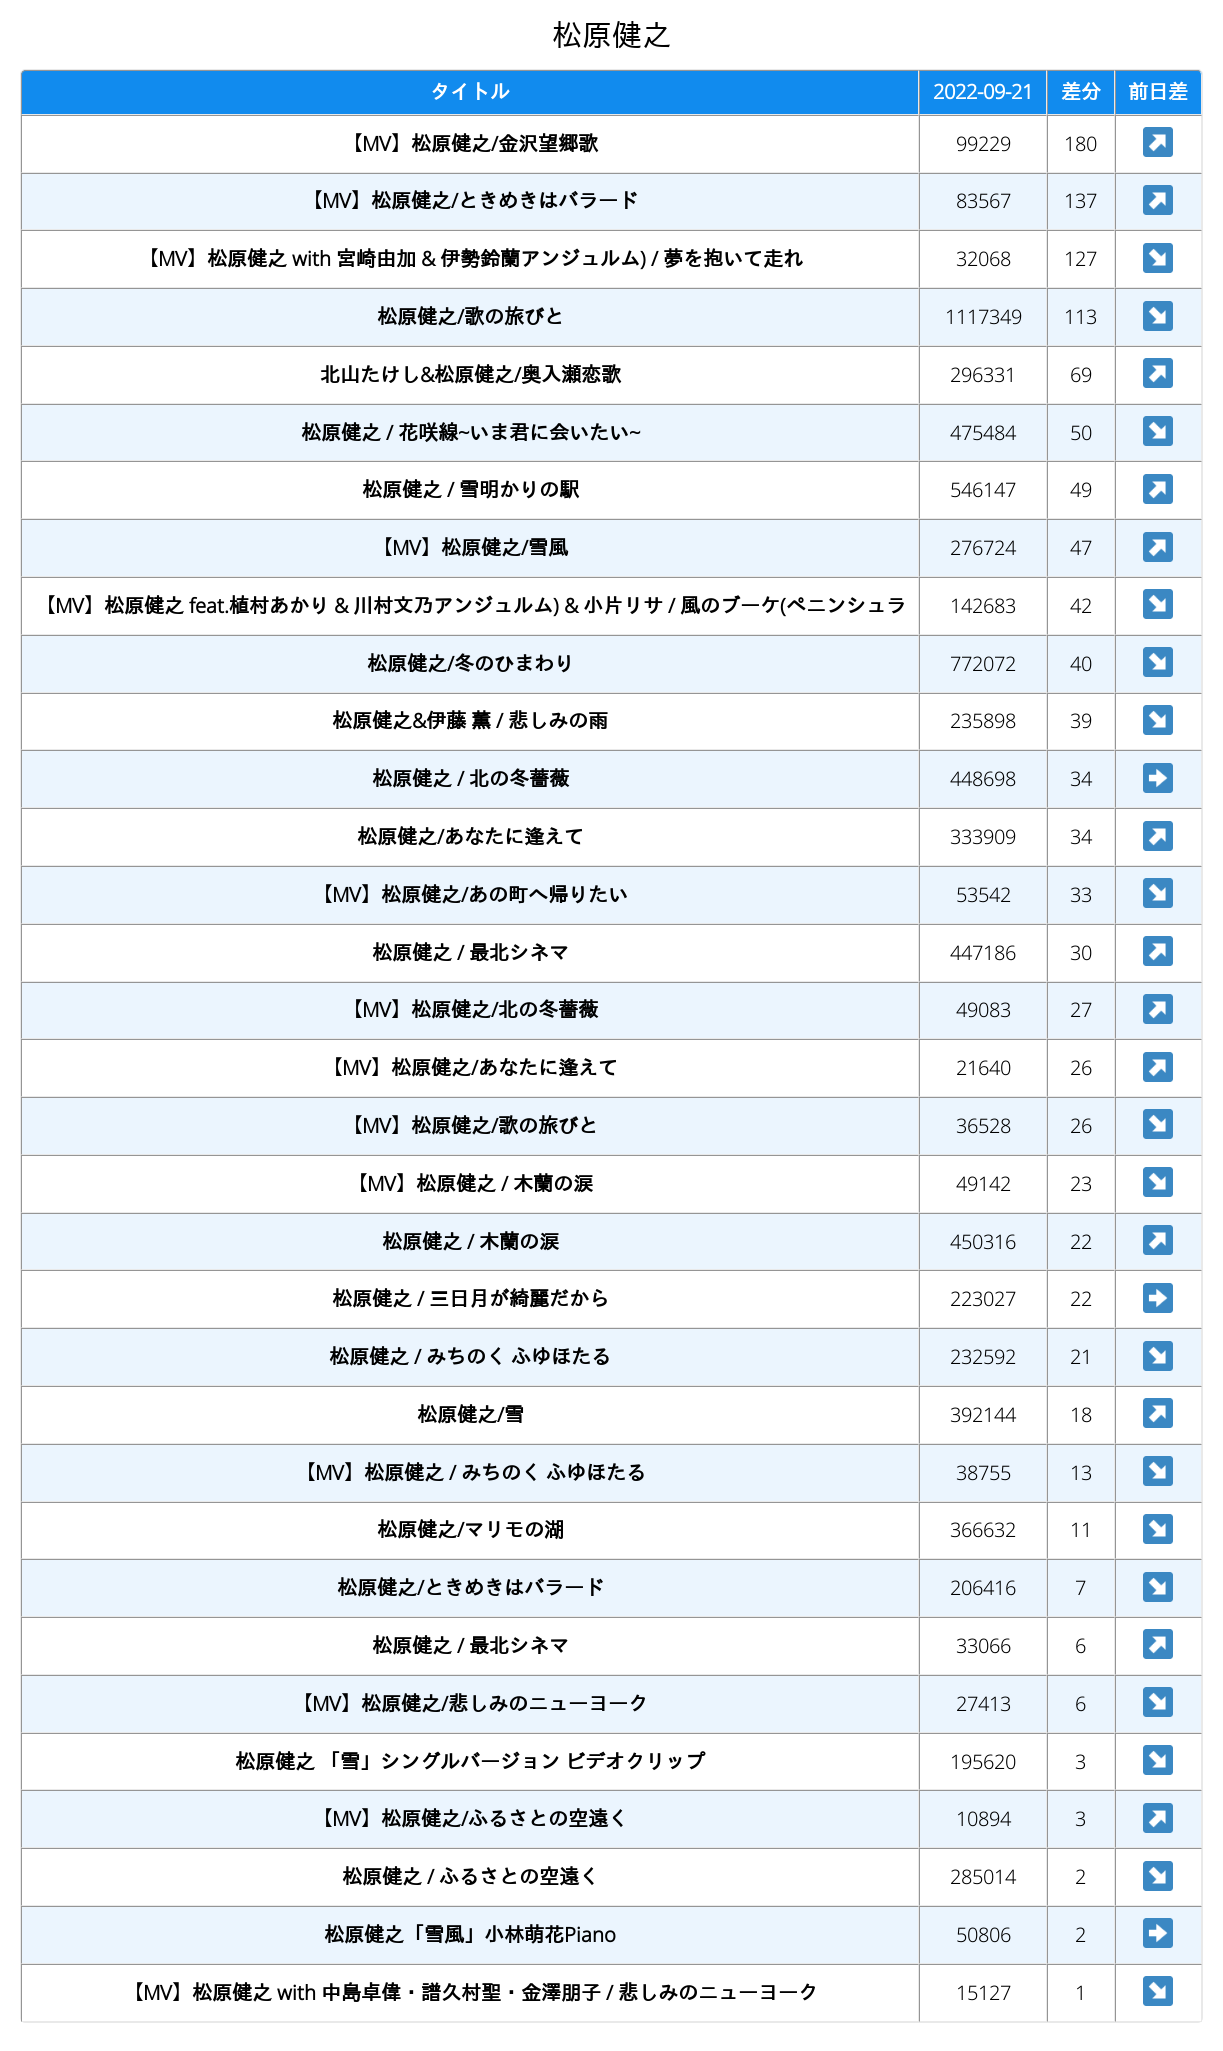 松原健之
タイトル 2022-09-21 差分 前日差
【MV】松原健之/金沢望郷歌 99229 180 ↗
【MV】松原健之/ときめきはバラード 83567 137 ↗
【MV】松原健之 with 宮崎由加 & 伊勢鈴蘭アンジュルム) / 夢を抱いて走れ 32068 127 ↘
松原健之/歌の旅びと 1117349 113 ↘
北山たけし&松原健之/奥入瀬恋歌 296331 69 ↗
松原健之 / 花咲線~いま君に会いたい~ 475484 50 ↘
松原健之 / 雪明かりの駅 546147 49 ↗
【MV】松原健之/雪風 276724 47 ↗
【MV】松原健之 feat.植村あかり & 川村文乃アンジュルム) & 小片リサ / 風のブーケ(ペニンシュラ 142683 42 ↘
松原健之/冬のひまわり 772072 40 ↘
松原健之&伊藤 薫 / 悲しみの雨 235898 39 ↘
松原健之 / 北の冬薔薇 448698 34 ➡
松原健之/あなたに逢えて 333909 34 ↗
【MV】松原健之/あの町へ帰りたい 53542 33 ↘
松原健之 / 最北シネマ 447186 30 ↗
【MV】松原健之/北の冬薔薇 49083 27 ↗
【MV】松原健之/あなたに逢えて 21640 26 ↗
【MV】松原健之/歌の旅びと 36528 26 ↘
【MV】松原健之 / 木蘭の涙 49142 23 ↘
松原健之 / 木蘭の涙 450316 22 ↗
松原健之 / 三日月が綺麗だから 223027 22 ➡
松原健之 / みちのく ふゆほたる 232592 21 ↘
松原健之/雪 392144 18 ↗
【MV】松原健之 / みちのく ふゆほたる 38755 13 ↘
松原健之/マリモの湖 366632 11 ↘
松原健之/ときめきはバラード 206416 7 ↘
松原健之 / 最北シネマ 33066 6 ↗
【MV】松原健之/悲しみのニューヨーク 27413 6 ↘
松原健之 「雪」シングルバージョン ビデオクリップ 195620 3 ↘
【MV】松原健之/ふるさとの空遠く 10894 3 ↗
松原健之 / ふるさとの空遠く 285014 2 ↘
松原健之「雪風」小林萌花Piano 50806 2 ➡
【MV】松原健之 with 中島卓偉・譜久村聖・金澤朋子 / 悲しみのニューヨーク 15127 1 ↘